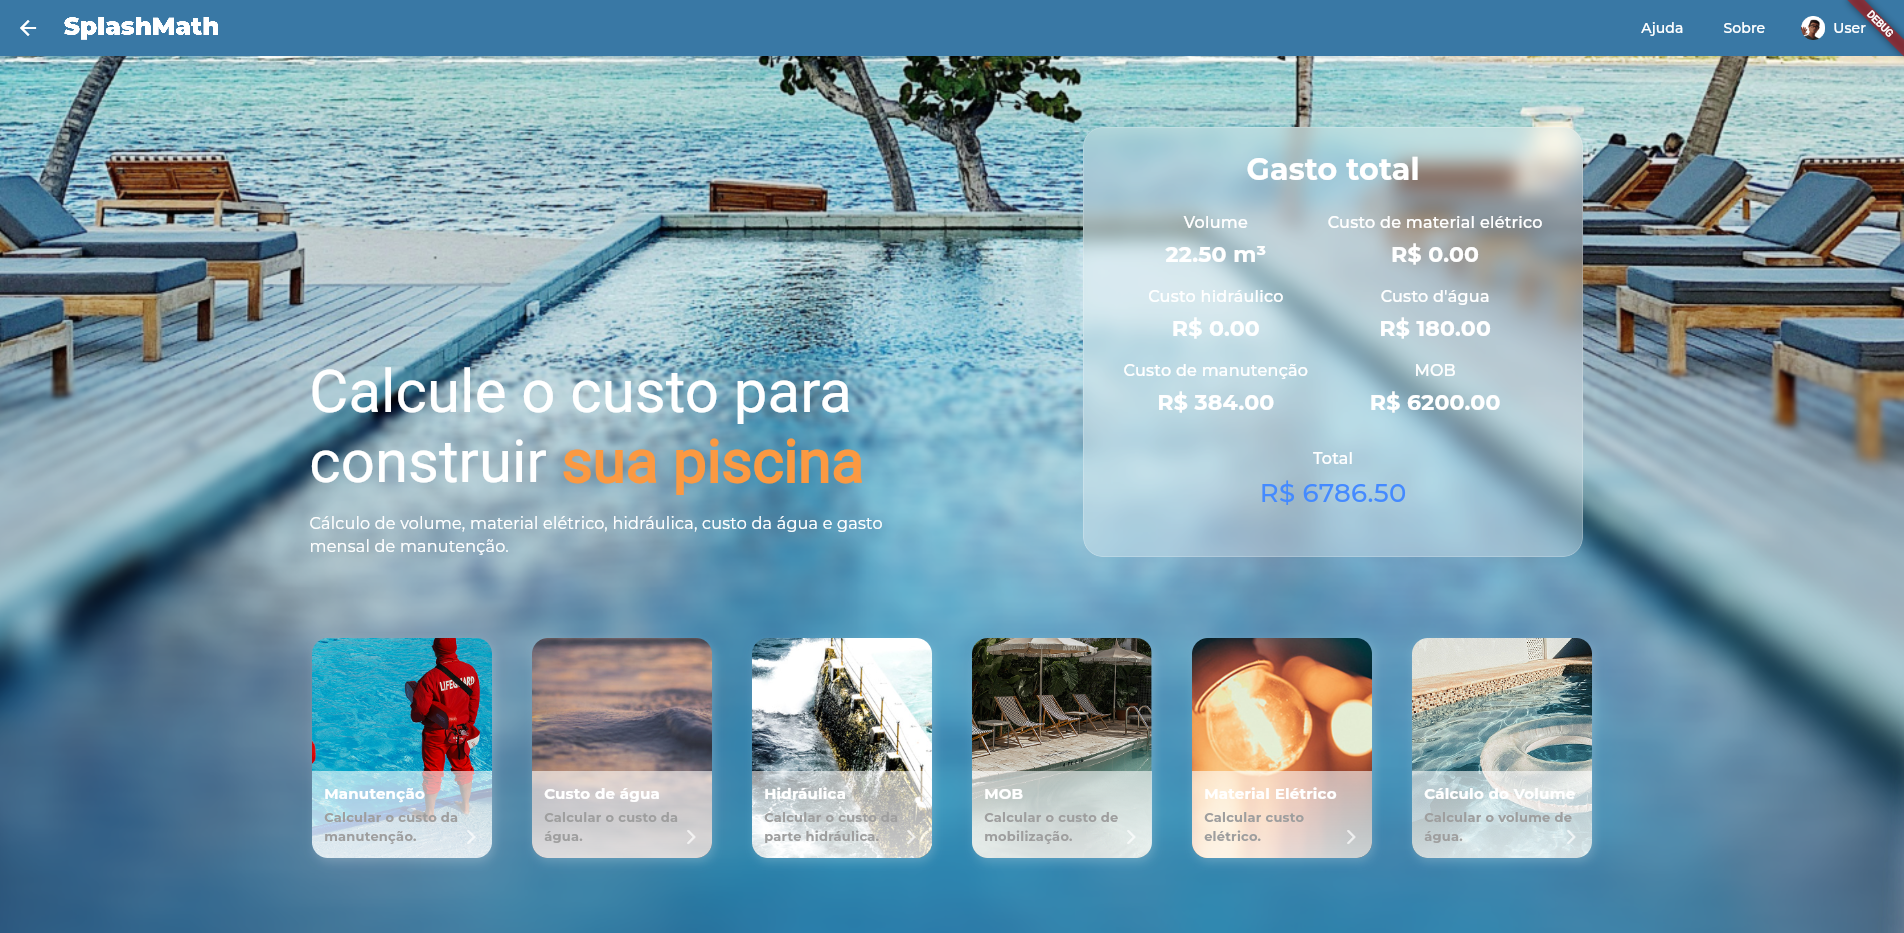 SplashMath
Ajuda
Sobre
User
DEBUG
Gasto total
Volume
22.50 m³
Custo de material elétrico
R$ 0.00
Custo hidráulico
R$ 0.00
Custo d'água
R$ 180.00
Custo de manutenção
R$ 384.00
MOB
R$ 6200.00
Total
R$ 6786.50
Calcule o custo para
construir sua piscina
Cálculo de volume, material elétrico, hidráulica, custo da água e gasto
mensal de manutenção.
LIFEGUARD
Manutenção
Calcular o custo da
manutenção.
Custo de água
Calcular o custo da
água.
Hidráulica
Calcular o custo da
parte hidráulica.
MOB
Calcular o custo de
mobilização.
Material Elétrico
Calcular custo
elétrico.
Cálculo do Volume
Calcular o volume de
água.